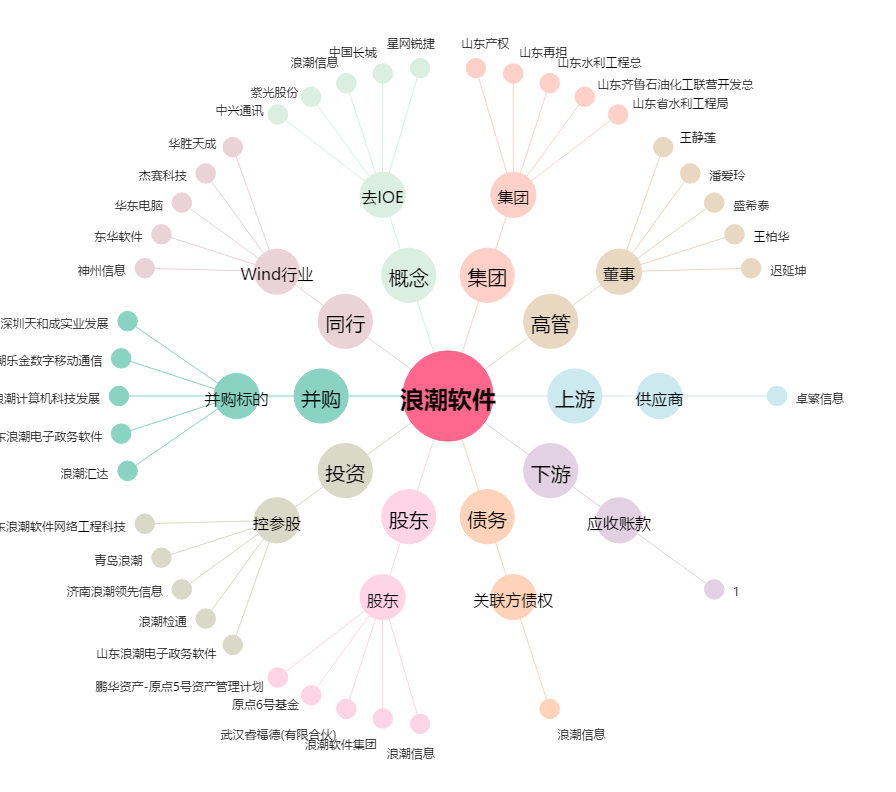 星网锐捷
中国长城
浪潮信息
紫光股份
中兴通讯
去IOE
概念
山东产权
山东再担
山东水利工程总
山东齐鲁石油化工联营开发总
山东省水利工程局
集团
集团
王静莲
潘爱玲
盛希泰
王柏华
迟延坤
董事
高管
华胜天成
杰赛科技
华东电脑
东华软件
神州信息
Wind行业
同行
深圳天和成实业发展
潮乐金数字移动通信
浪潮计算机科技发展
东浪潮电子政务软件
浪潮汇达
并购标的
并购
浪潮软件
上游
供应商
卓繁信息
投资
控参股
东浪潮软件网络工程科技
青岛浪潮
济南浪潮领先信息
浪潮检通
山东浪潮电子政务软件
下游
应收账款
1
股东
股东
鹏华资产-原点5号资产管理计划
原点6号基金
武汉睿福德(有限合伙)
浪潮软件集团
浪潮信息
债务
关联方债权
浪潮信息